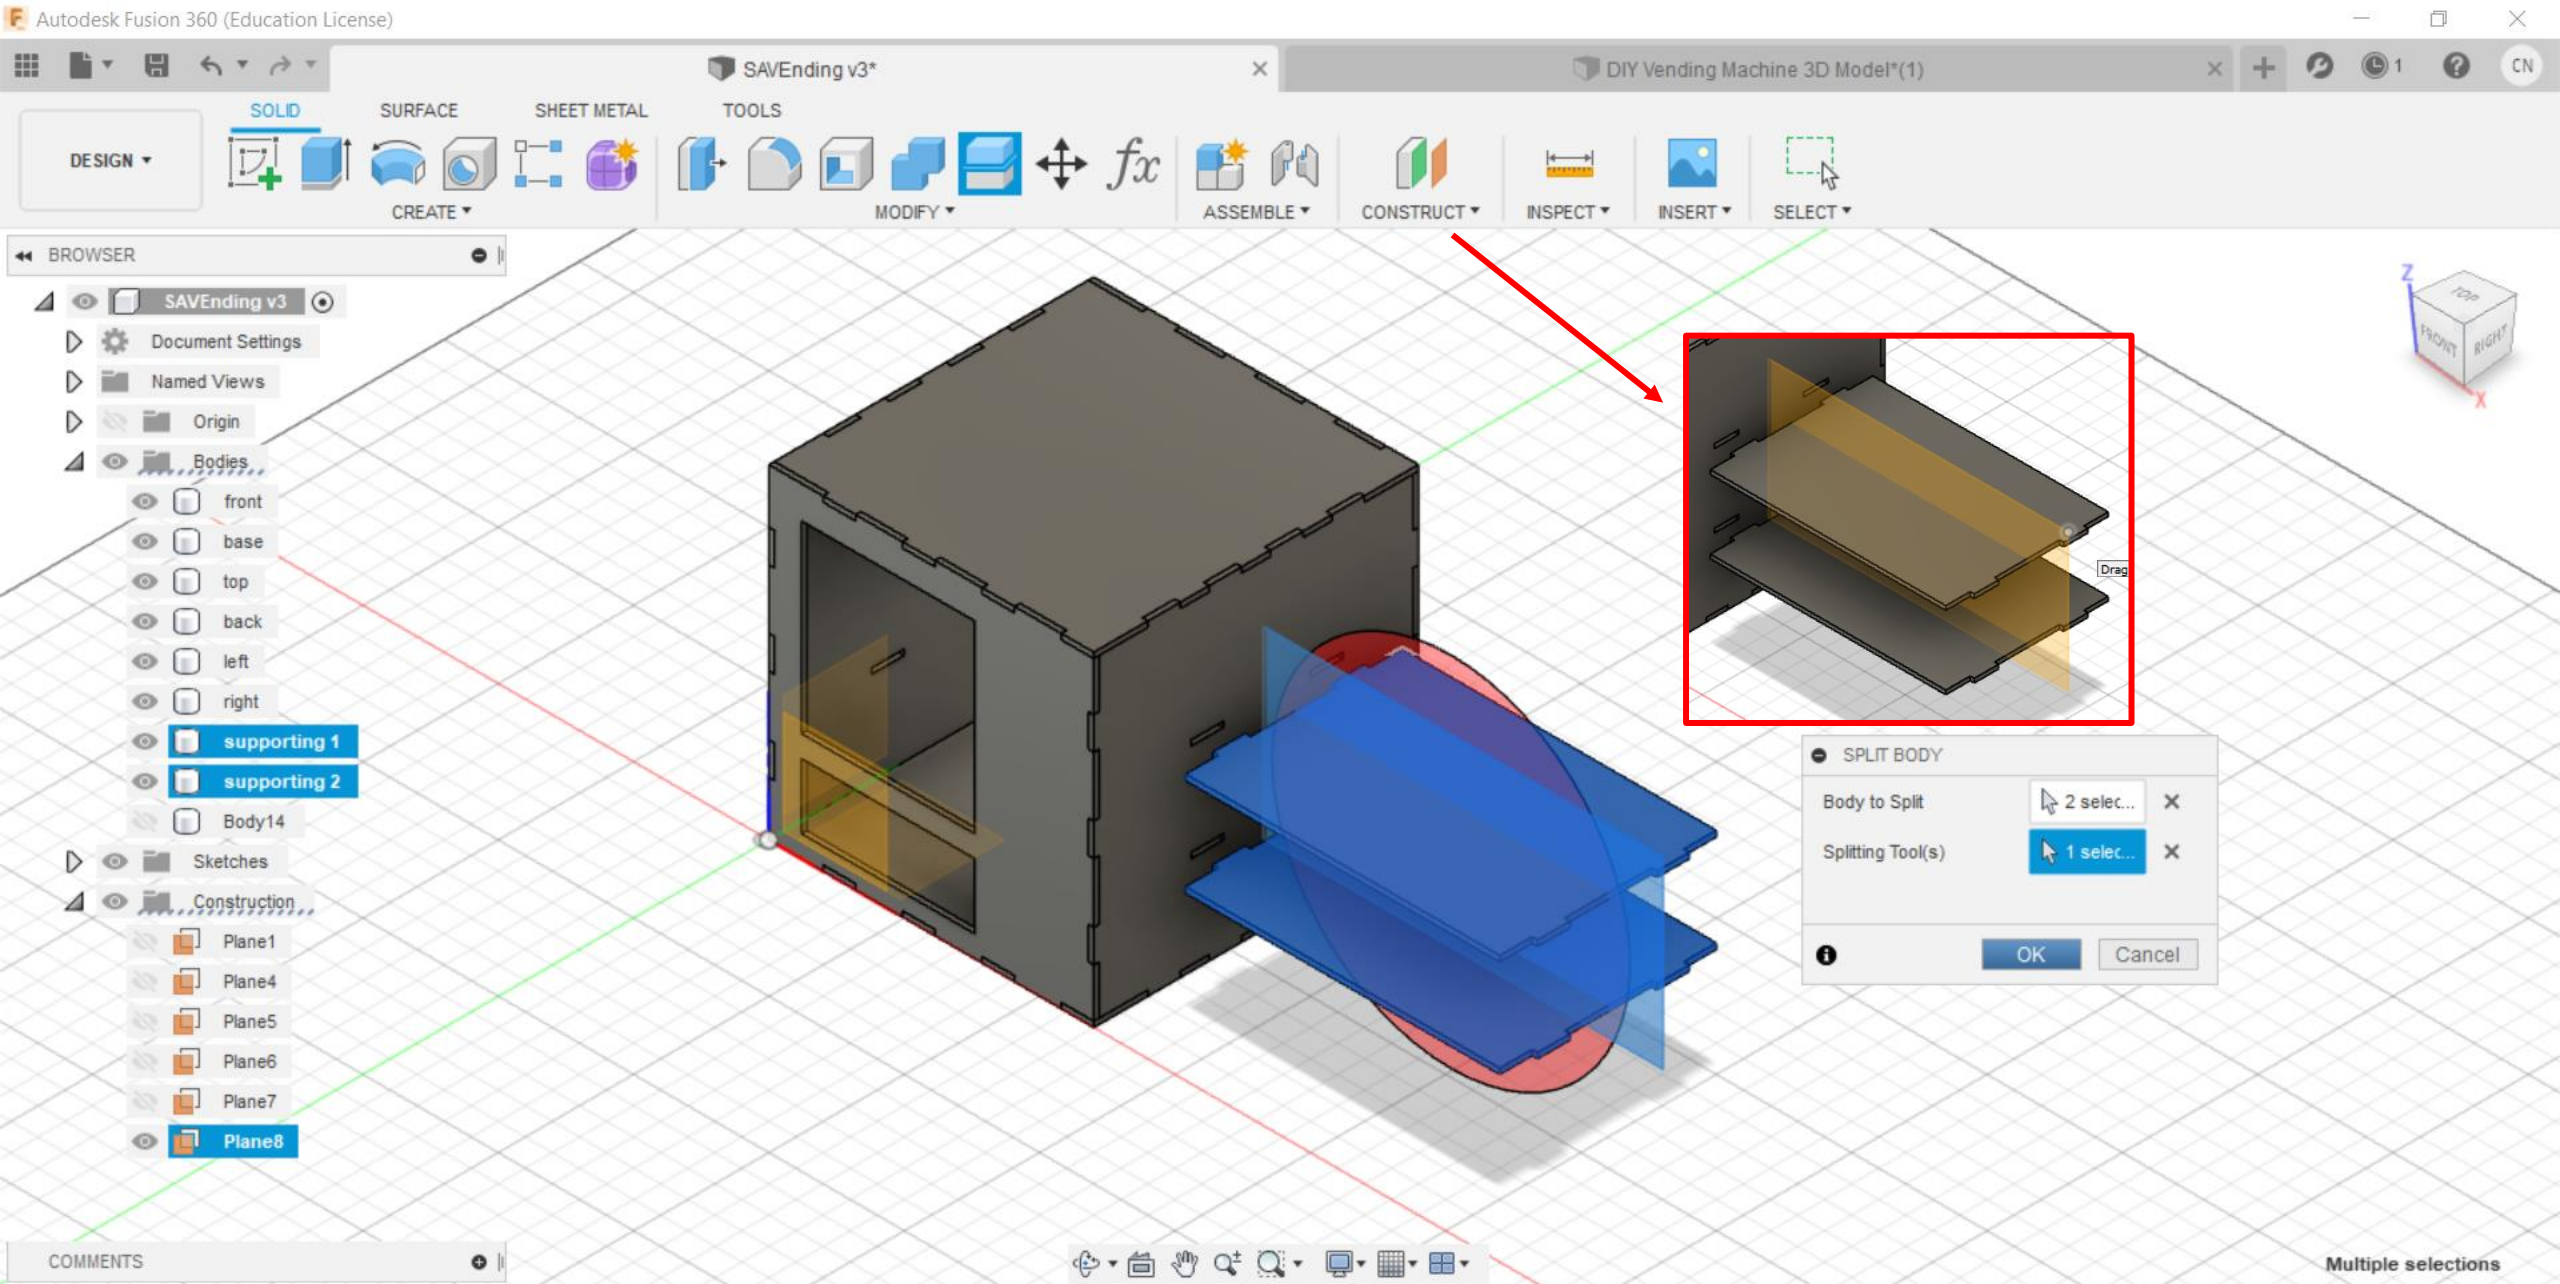 Autodesk Fusion 360 (Education License)
SAVEnding v3*
DIY Vending Machine 3D Model*(1)
1
CN
SOLID
SURFACE
SHEET METAL
TOOLS
DESIGN
CREATE
MODIFY
ASSEMBLE
CONSTRUCT
INSPECT
INSERT
SELECT
BROWSER
SAVEnding v3
Document Settings
Named Views
Origin
Bodies
front
base
top
back
left
right
supporting 1
supporting 2
Body14
Sketches
Construction
Plane1
Plane4
Plane5
Plane6
Plane7
Plane8
Z
TOP
FRONT
RIGHT
X
Drag
SPLIT BODY
Body to Split
2 selec...
Splitting Tool(s)
1 selec...
OK
Cancel
COMMENTS
Multiple selections